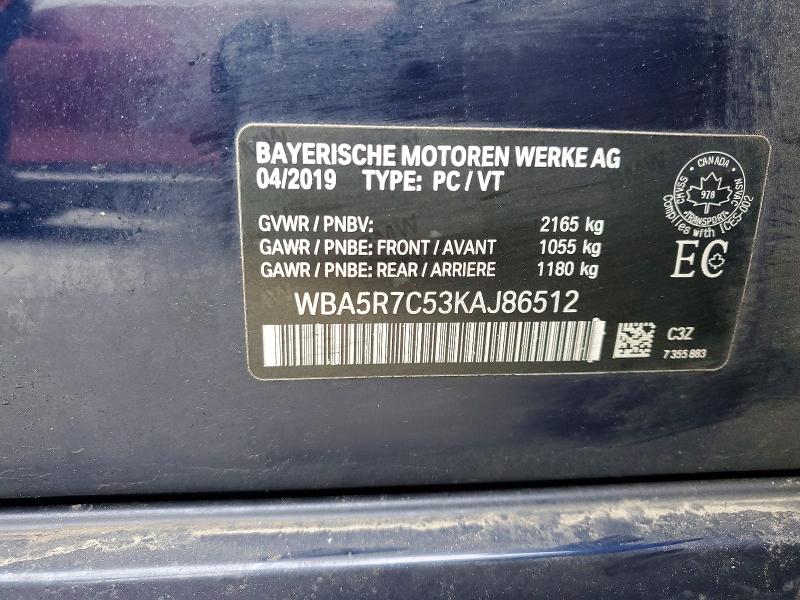 BAYERISCHE MOTOREN WERKE AG
04/2019 TYPE: PC / VT
GVWR / PNBV: 2165 kg
GAWR / PNBE: FRONT / AVANT 1055 kg
GAWR / PNBE: REAR / ARRIERE 1180 kg
WBA5R7C53KAJ86512
C3Z
7 355 883
CANADA
CMVSS
NSVAC
978
TRANSPORT
Complies with ICES-002
EC